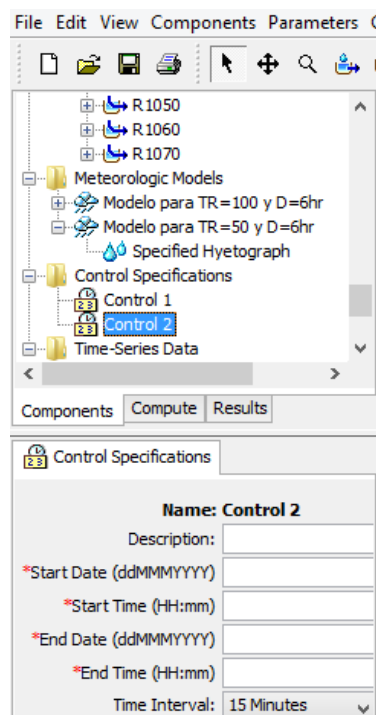 File Edit View Components Parameters
R1050
R1060
R1070
Meteorologic Models
Modelo para TR=100 y D=6hr
Modelo para TR=50 y D=6hr
Specified Hyetograph
Control Specifications
Control 1
Control 2
Time-Series Data
Components Compute Results
Control Specifications
Name: Control 2
Description:
*Start Date (ddMMMYYYY)
*Start Time (HH:mm)
*End Date (ddMMMYYYY)
*End Time (HH:mm)
Time Interval: 15 Minutes